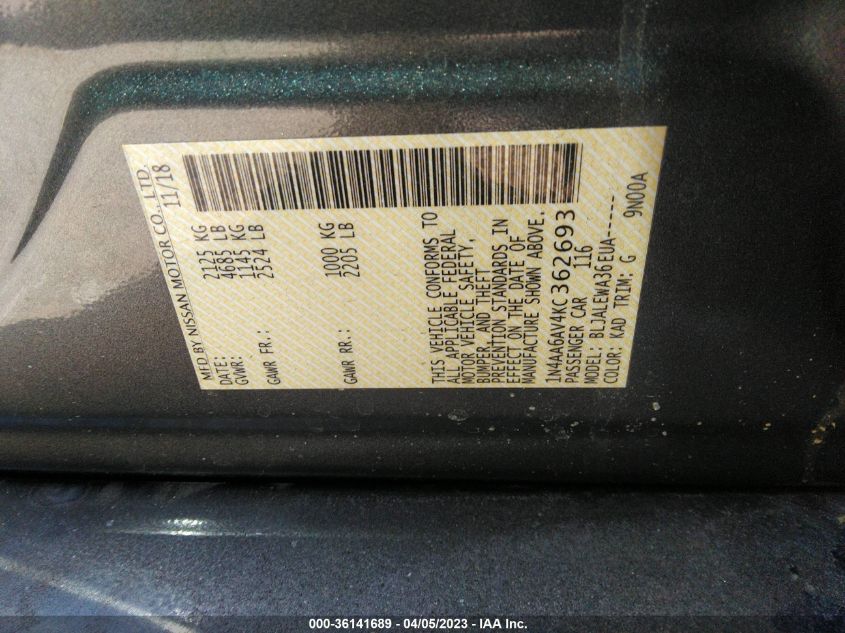 MFD BY NISSAN MOTOR CO., LTD.
DATE: 11/18
GVWR: 2125 KG
4685 LB
GAWR FR.: 1145 KG
2524 LB
GAWR RR.: 1000 KG
2205 LB
THIS VEHICLE CONFORMS TO
ALL APPLICABLE FEDERAL
MOTOR VEHICLE SAFETY,
BUMPER, AND THEFT
PREVENTION STANDARDS IN
EFFECT ON THE DATE OF
MANUFACTURE SHOWN ABOVE.
1N4AA6AV4KC362693
PASSENGER CAR 116
MODEL: BLJALEWA36EUA-----
COLOR: KAD TRIM: G 9N00A
000-36141689 - 04/05/2023 - IAA Inc.